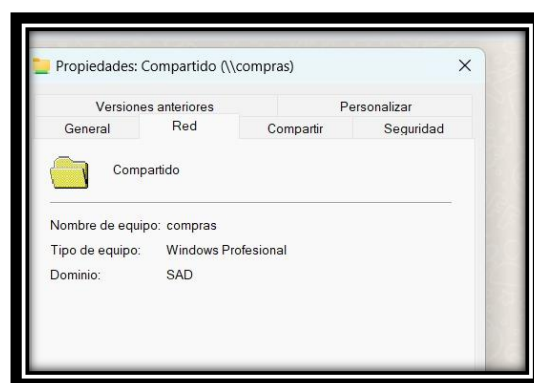 Propiedades: Compartido (\\compras)
Versiones anteriores Personalizar
General Red Compartir Seguridad
Compartido
Nombre de equipo: compras
Tipo de equipo: Windows Profesional
Dominio: SAD